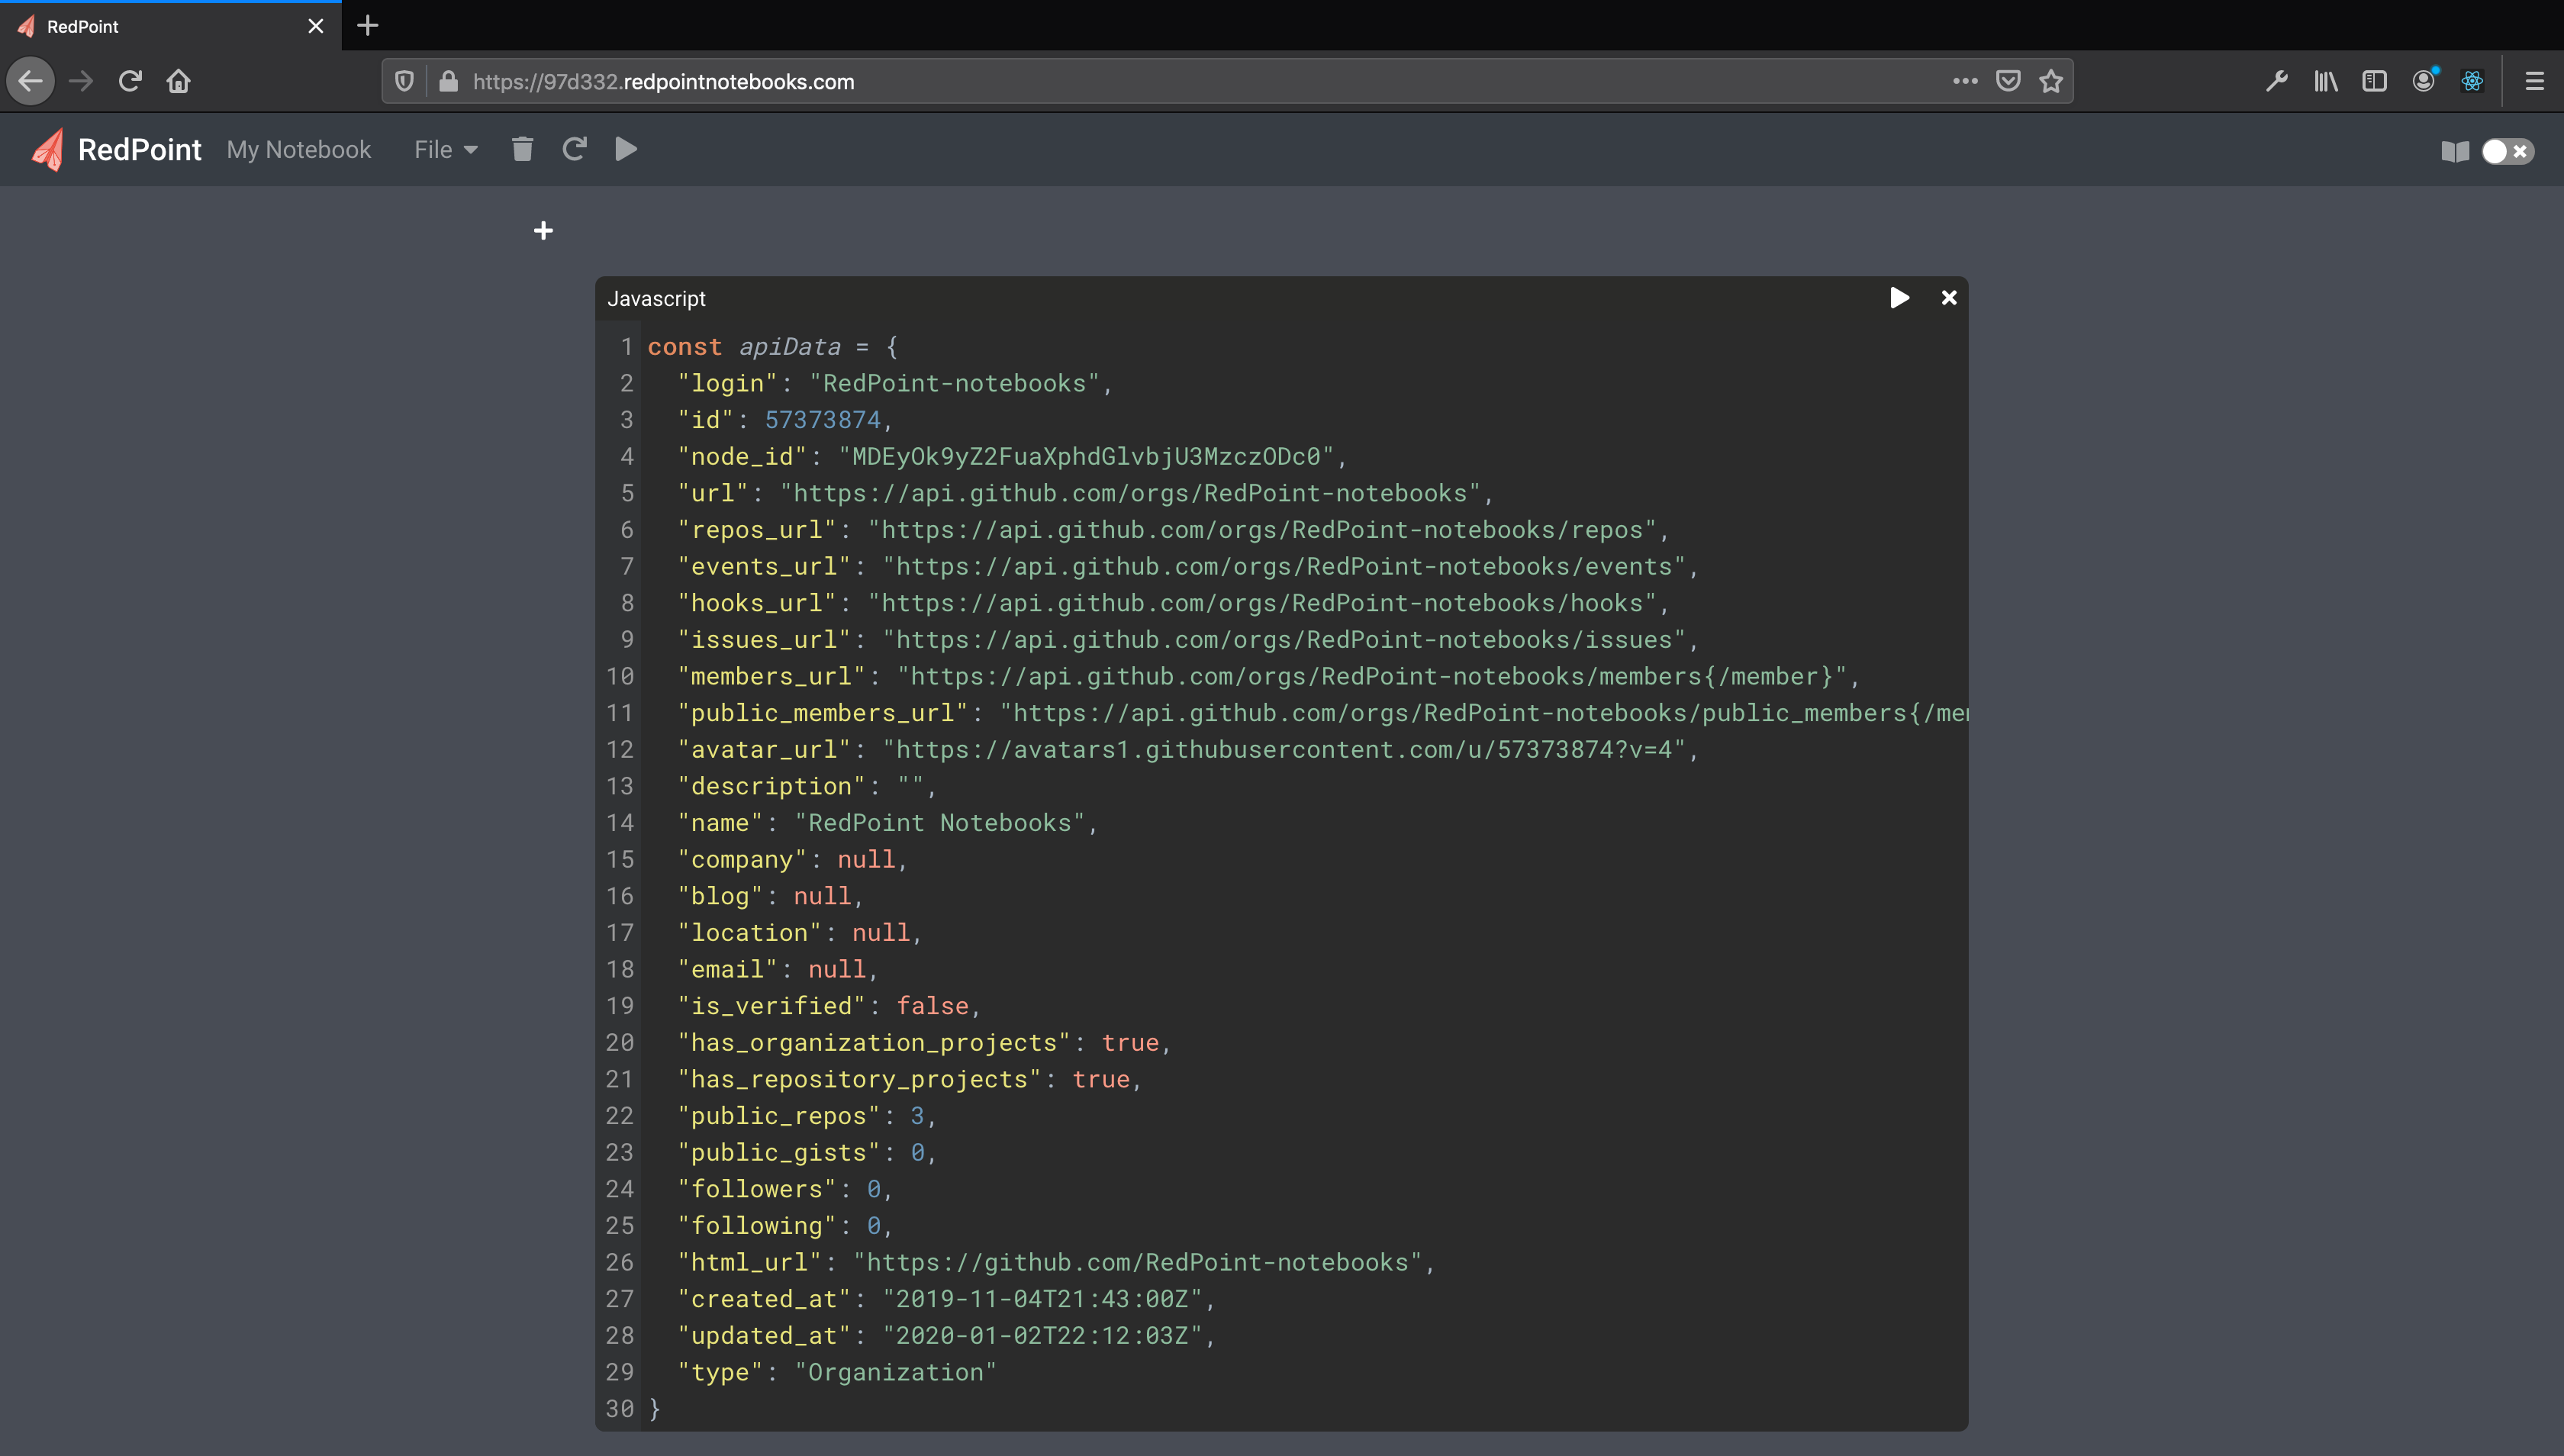 RedPoint
https://97d332.redpointnotebooks.com
RedPoint My Notebook File
Javascript
1 const apiData = {
2 "login": "RedPoint-notebooks",
3 "id": 57373874,
4 "node_id": "MDEyOk9yZ2FuaXphdGlvbjU3MzczODc0",
5 "url": "https://api.github.com/orgs/RedPoint-notebooks",
6 "repos_url": "https://api.github.com/orgs/RedPoint-notebooks/repos",
7 "events_url": "https://api.github.com/orgs/RedPoint-notebooks/events",
8 "hooks_url": "https://api.github.com/orgs/RedPoint-notebooks/hooks",
9 "issues_url": "https://api.github.com/orgs/RedPoint-notebooks/issues",
10 "members_url": "https://api.github.com/orgs/RedPoint-notebooks/members{/member}",
11 "public_members_url": "https://api.github.com/orgs/RedPoint-notebooks/public_members{/me
12 "avatar_url": "https://avatars1.githubusercontent.com/u/57373874?v=4",
13 "description": "",
14 "name": "RedPoint Notebooks",
15 "company": null,
16 "blog": null,
17 "location": null,
18 "email": null,
19 "is_verified": false,
20 "has_organization_projects": true,
21 "has_repository_projects": true,
22 "public_repos": 3,
23 "public_gists": 0,
24 "followers": 0,
25 "following": 0,
26 "html_url": "https://github.com/RedPoint-notebooks",
27 "created_at": "2019-11-04T21:43:00Z",
28 "updated_at": "2020-01-02T22:12:03Z",
29 "type": "Organization"
30 }